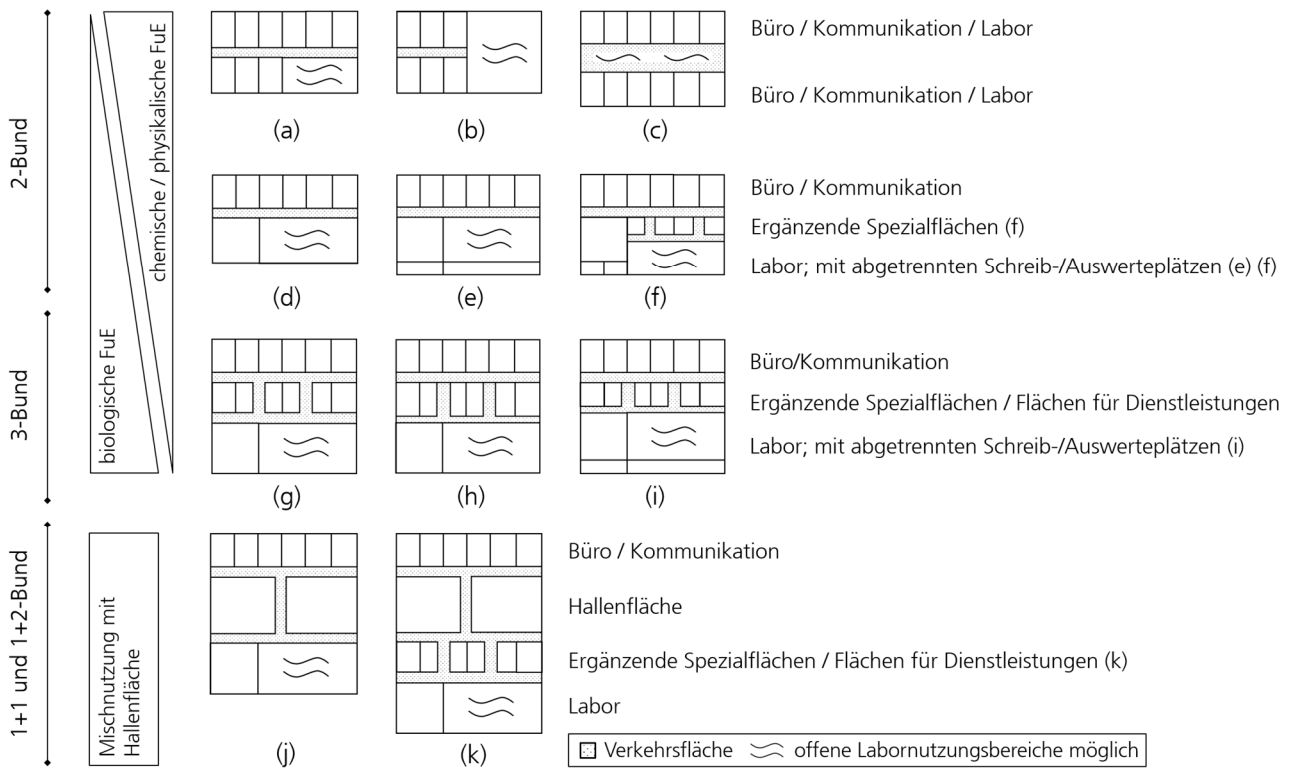 2-Bund
chemische / physikalische FuE
biologische FuE
(a)
(b)
(c)
Büro / Kommunikation / Labor
Büro / Kommunikation / Labor
(d)
(e)
(f)
Büro / Kommunikation
Ergänzende Spezialflächen (f)
Labor; mit abgetrennten Schreib-/Auswerteplätzen (e) (f)
3-Bund
(g)
(h)
(i)
Büro/Kommunikation
Ergänzende Spezialflächen / Flächen für Dienstleistungen
Labor; mit abgetrennten Schreib-/Auswerteplätzen (i)
1+1 und 1+2-Bund
Mischnutzung mit
Hallenfläche
(j)
(k)
Büro / Kommunikation
Hallenfläche
Ergänzende Spezialflächen / Flächen für Dienstleistungen (k)
Labor
Verkehrsfläche
offene Labornutzungsbereiche möglich